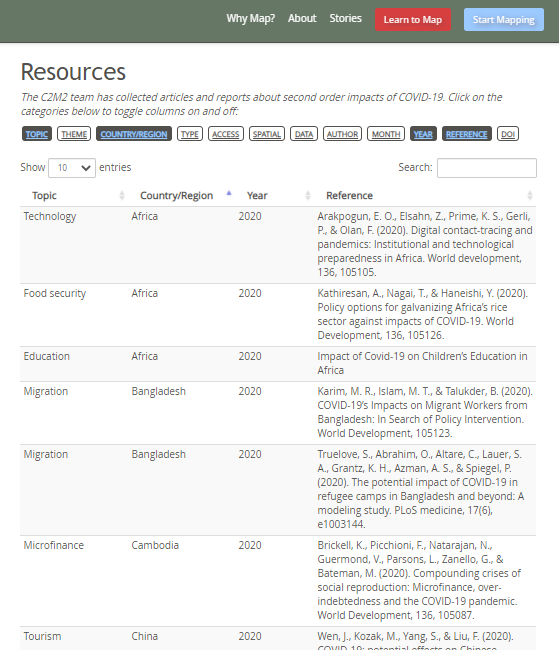 Why Map? About Stories Learn to Map Start Mapping
Resources
The C2M2 team has collected articles and reports about second order impacts of COVID-19. Click on the
categories below to toggle columns on and off:
TOPIC THEME COUNTRY/REGION TYPE ACCESS SPATIAL DATA AUTHOR MONTH YEAR REFERENCE DOI
Show 10 entries Search:
Topic Country/Region Year Reference
Technology Africa 2020 Arakpogun, E. O., Elsahn, Z., Prime, K. S., Gerli,
P., & Olan, F. (2020). Digital contact-tracing and
pandemics: Institutional and technological
preparedness in Africa. World development,
136, 105105.
Food security Africa 2020 Kathiresan, A., Nagai, T., & Haneishi, Y. (2020).
Policy options for galvanizing Africa's rice
sector against impacts of COVID-19. World
Development, 136, 105126.
Education Africa 2020 Impact of Covid-19 on Children's Education in
Africa
Migration Bangladesh 2020 Karim, M. R., Islam, M. T., & Talukder, B. (2020).
COVID-19's Impacts on Migrant Workers from
Bangladesh: In Search of Policy Intervention.
World Development, 105123.
Migration Bangladesh 2020 Truelove, S., Abrahim, O., Altare, C., Lauer, S.
A., Grantz, K. H., Azman, A. S., & Spiegel, P.
(2020). The potential impact of COVID-19 in
refugee camps in Bangladesh and beyond: A
modeling study. PLoS medicine, 17(6),
e1003144.
Microfinance Cambodia 2020 Brickell, K., Picchioni, F., Natarajan, N.,
Guermond, V., Parsons, L., Zanello, G., &
Bateman, M. (2020). Compounding crises of
social reproduction: Microfinance, over-
indebtedness and the COVID-19 pandemic.
World Development, 136, 105087.
Tourism China 2020 Wen, J., Kozak, M., Yang, S., & Liu, F. (2020).
COVID-19: potential effects on Chinese